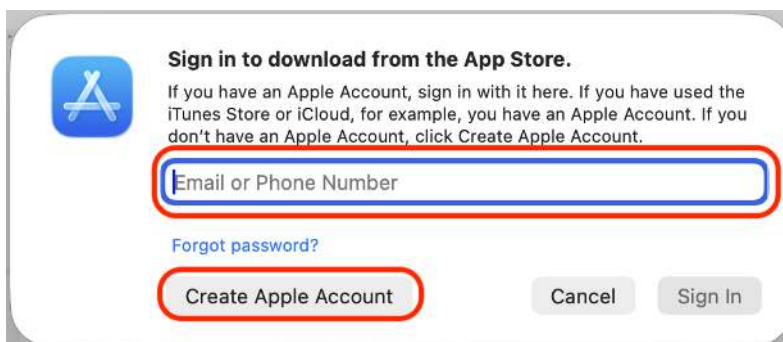 Sign in to download from the App Store.
If you have an Apple Account, sign in with it here. If you have used the
iTunes Store or iCloud, for example, you have an Apple Account. If you
don't have an Apple Account, click Create Apple Account.
Email or Phone Number
Forgot password?
Create Apple Account
Cancel
Sign In